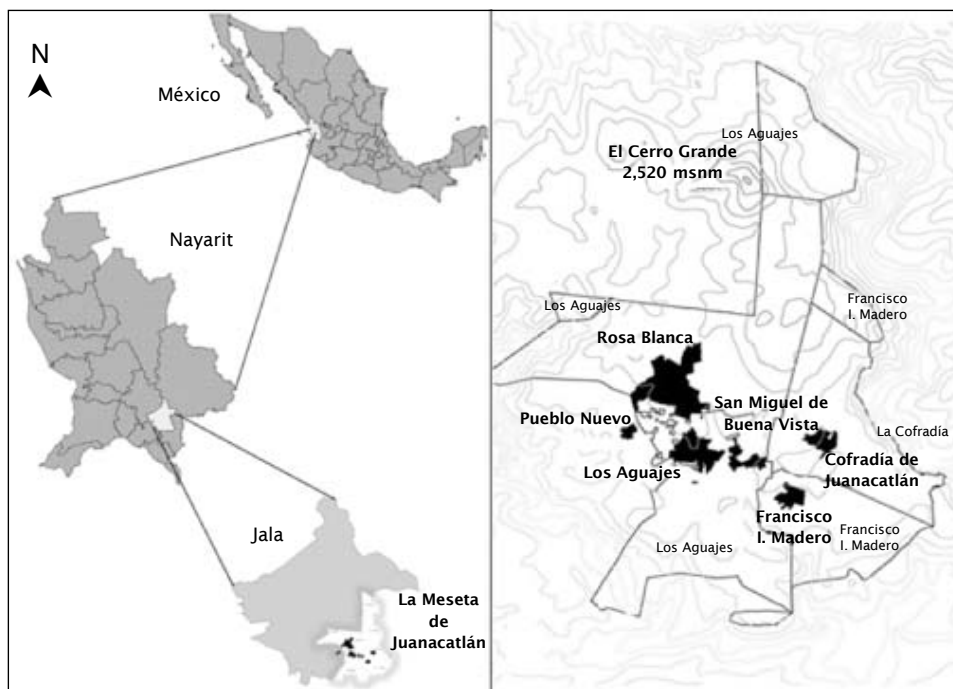 N
México
Nayarit
Jala
La Meseta
de
Juanacatlán
Los Aguajes
El Cerro Grande
2,520 msnm
Los Aguajes
Francisco
I. Madero
Rosa Blanca
San Miguel de
Buena Vista
Pueblo Nuevo
La Cofradía
Los Aguajes
Cofradía de
Juanacatlán
Francisco
I. Madero
Francisco
I. Madero
Los Aguajes